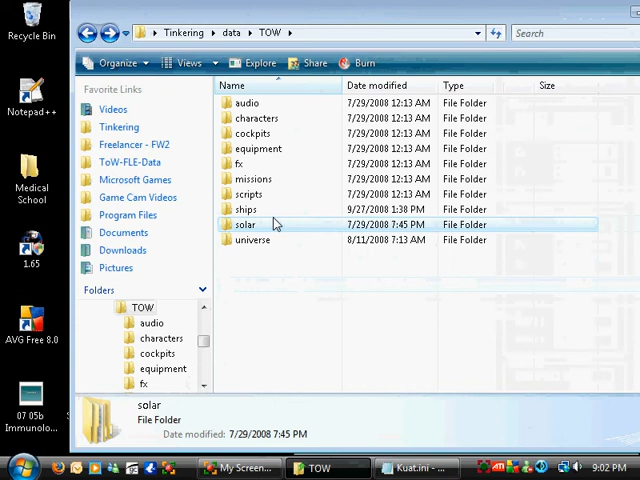 Recycle Bin
Notepad++
Medical
School
1.65
AVG Free 8.0
07 05b
Immunolo...
Tinkering
data
TOW
Search
Organize
Views
Explore
Share
Burn
Favorite Links
Videos
Tinkering
Freelancer - FW2
ToW-FLE-Data
Microsoft Games
Game Cam Videos
Program Files
Documents
Downloads
Pictures
Folders
TOW
audio
characters
cockpits
equipment
fx
Name Date modified Type Size
audio 7/29/2008 12:13 AM File Folder
characters 7/29/2008 12:13 AM File Folder
cockpits 7/29/2008 12:13 AM File Folder
equipment 7/29/2008 12:13 AM File Folder
fx 7/29/2008 12:13 AM File Folder
missions 7/29/2008 12:13 AM File Folder
scripts 7/29/2008 12:13 AM File Folder
ships 9/27/2008 1:38 PM File Folder
solar 7/29/2008 7:45 PM File Folder
universe 8/11/2008 7:13 AM File Folder
solar
File Folder
Date modified: 7/29/2008 7:45 PM
My Screen...
TOW
Kuat.ini - ...
ATI
9:02 PM